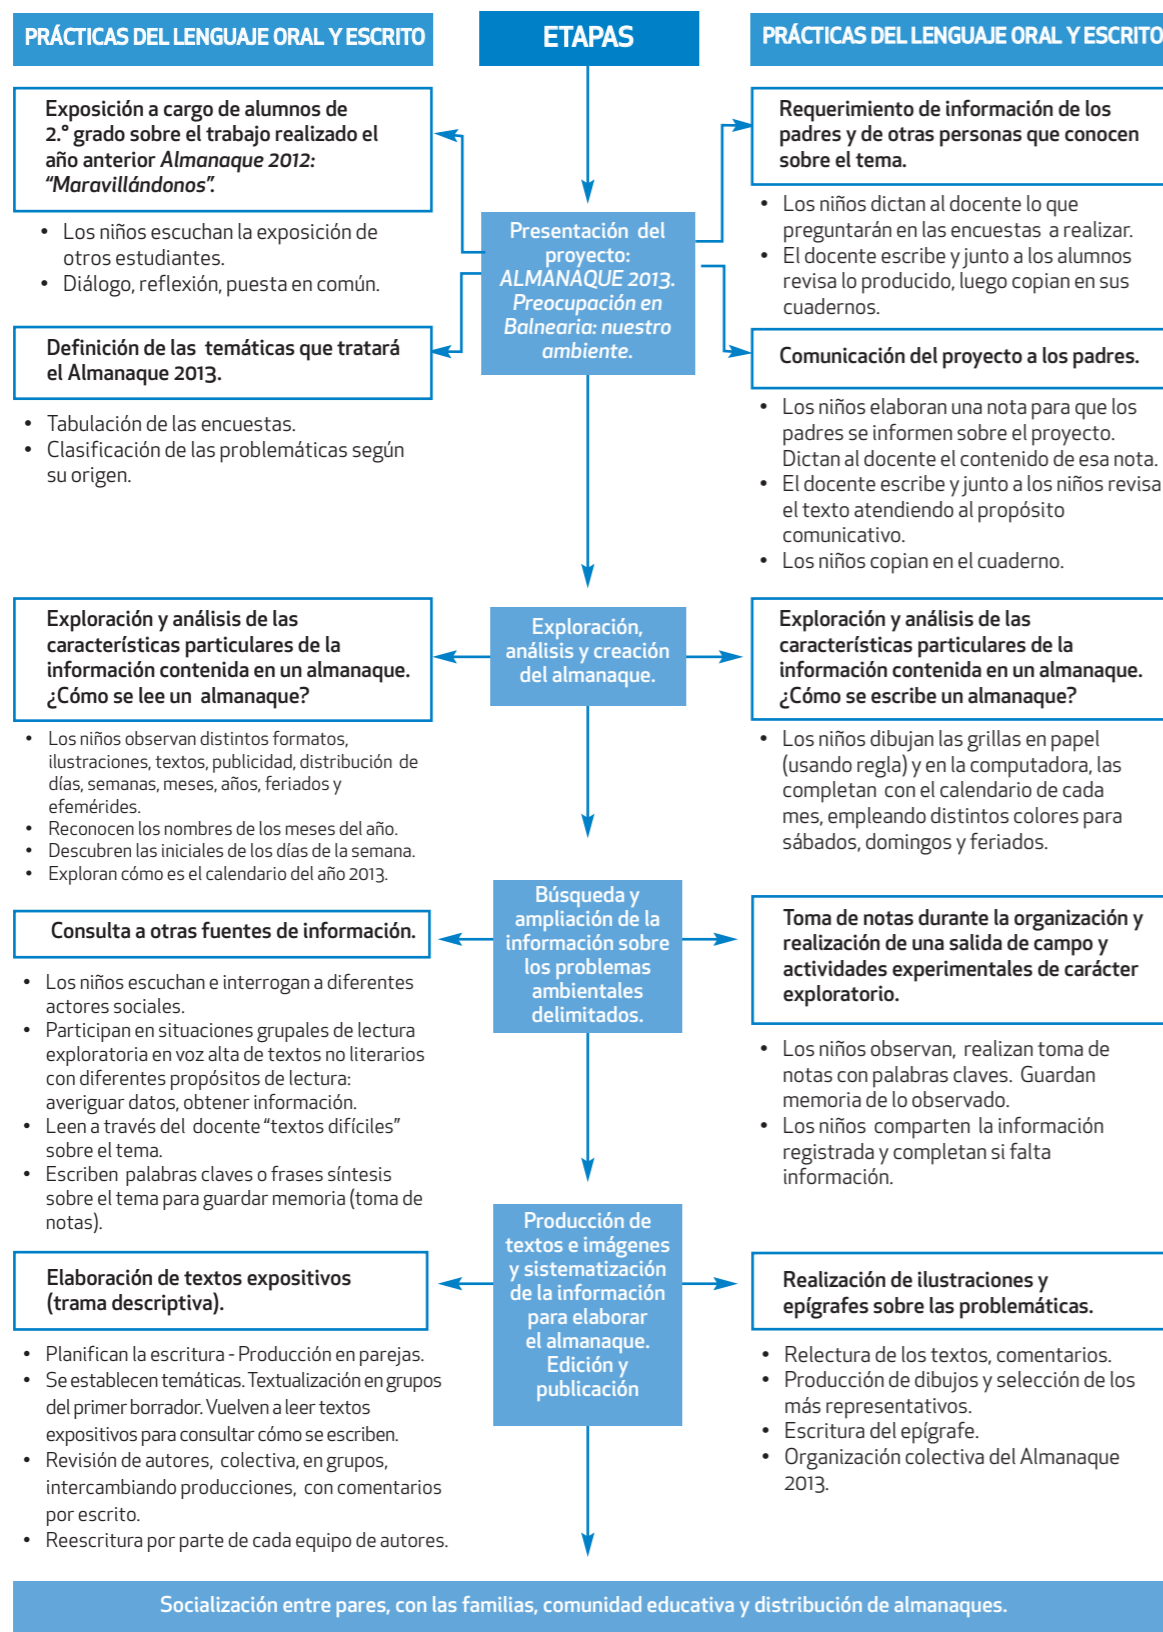 PRÁCTICAS DEL LENGUAJE ORAL Y ESCRITO
ETAPAS
PRÁCTICAS DEL LENGUAJE ORAL Y ESCRITO
Exposición a cargo de alumnos de
2.° grado sobre el trabajo realizado el
año anterior Almanaque 2012:
“Maravillándonos”.
• Los niños escuchan la exposición de
otros estudiantes.
• Diálogo, reflexión, puesta en común.
Definición de las temáticas que tratará
el Almanaque 2013.
• Tabulación de las encuestas.
• Clasificación de las problemáticas según
su origen.
Presentación del
proyecto:
ALMANAQUE 2013.
Preocupación en
Balnearia: nuestro
ambiente.
Requerimiento de información de los
padres y de otras personas que conocen
sobre el tema.
• Los niños dictan al docente lo que
preguntarán en las encuestas a realizar.
• El docente escribe y junto a los alumnos
revisa lo producido, luego copian en sus
cuadernos.
Comunicación del proyecto a los padres.
• Los niños elaboran una nota para que los
padres se informen sobre el proyecto.
Dictan al docente el contenido de esa nota.
• El docente escribe y junto a los niños revisa
el texto atendiendo al propósito
comunicativo.
• Los niños copian en el cuaderno.
Exploración y análisis de las
características particulares de la
información contenida en un almanaque.
¿Cómo se lee un almanaque?
• Los niños observan distintos formatos,
ilustraciones, textos, publicidad, distribución de
días, semanas, meses, años, feriados y
efemérides.
• Reconocen los nombres de los meses del año.
• Descubren las iniciales de los días de la semana.
• Exploran cómo es el calendario del año 2013.
Exploración,
análisis y creación
del almanaque.
Exploración y análisis de las
características particulares de la
información contenida en un almanaque.
¿Cómo se escribe un almanaque?
• Los niños dibujan las grillas en papel
(usando regla) y en la computadora, las
completan con el calendario de cada
mes, empleando distintos colores para
sábados, domingos y feriados.
Consulta a otras fuentes de información.
• Los niños escuchan e interrogan a diferentes
actores sociales.
• Participan en situaciones grupales de lectura
exploratoria en voz alta de textos no literarios
con diferentes propósitos de lectura:
averiguar datos, obtener información.
• Leen a través del docente “textos difíciles”
sobre el tema.
• Escriben palabras claves o frases síntesis
sobre el tema para guardar memoria (toma de
notas).
Búsqueda y
ampliación de la
información sobre
los problemas
ambientales
delimitados.
Toma de notas durante la organización y
realización de una salida de campo y
actividades experimentales de carácter
exploratorio.
• Los niños observan, realizan toma de
notas con palabras claves. Guardan
memoria de lo observado.
• Los niños comparten la información
registrada y completan si falta
información.
Elaboración de textos expositivos
(trama descriptiva).
• Planifican la escritura - Producción en parejas.
• Se establecen temáticas. Textualización en grupos
del primer borrador. Vuelven a leer textos
expositivos para consultar cómo se escriben.
• Revisión de autores, colectiva, en grupos,
intercambiando producciones, con comentarios
por escrito.
• Reescritura por parte de cada equipo de autores.
Producción de
textos e imágenes
y sistematización
de la información
para elaborar
el almanaque.
Edición y
publicación
Realización de ilustraciones y
epígrafes sobre las problemáticas.
• Relectura de los textos, comentarios.
• Producción de dibujos y selección de los
más representativos.
• Escritura del epígrafe.
• Organización colectiva del Almanaque
2013.
Socialización entre pares, con las familias, comunidad educativa y distribución de almanaques.